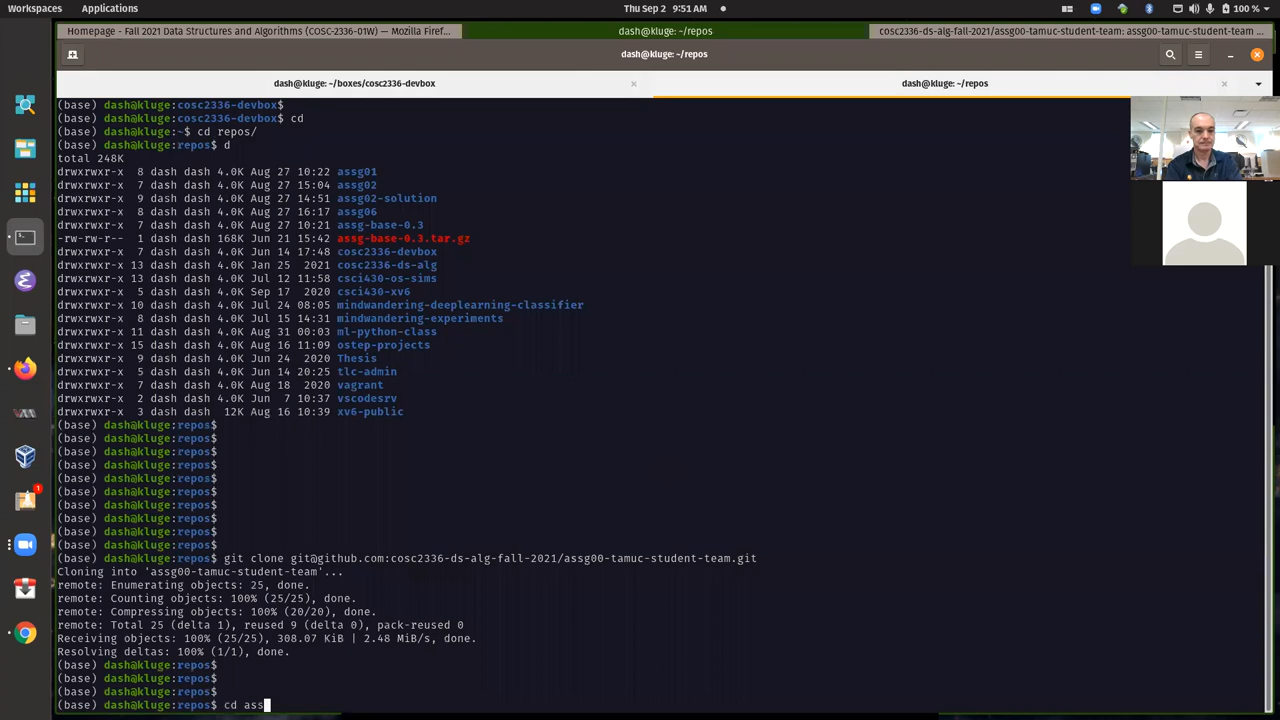 Workspaces Applications Thu Sep 2 9:51 AM en 100 %
Homepage - Fall 2021 Data Structures and Algorithms (COSC-2336-01W) — Mozilla Firef... dash@kluge: ~/repos cosc2336-ds-alg-fall-2021/assg00-tamuc-student-team: assg00-tamuc-student-team ...
dash@kluge: ~/repos
dash@kluge: ~/boxes/cosc2336-devbox dash@kluge: ~/repos
(base) dash@kluge:cosc2336-devbox$
(base) dash@kluge:cosc2336-devbox$ cd
(base) dash@kluge:~$ cd repos/
(base) dash@kluge:repos$ d
total 248K
drwxrwxr-x 8 dash dash 4.0K Aug 27 10:22 assg01
drwxrwxr-x 7 dash dash 4.0K Aug 27 15:04 assg02
drwxrwxr-x 9 dash dash 4.0K Aug 27 14:51 assg02-solution
drwxrwxr-x 8 dash dash 4.0K Aug 27 16:17 assg06
drwxrwxr-x 7 dash dash 4.0K Aug 27 10:21 assg-base-0.3
-rw-rw-r-- 1 dash dash 168K Jun 21 15:42 assg-base-0.3.tar.gz
drwxrwxr-x 7 dash dash 4.0K Jun 14 17:48 cosc2336-devbox
drwxrwxr-x 13 dash dash 4.0K Jan 25 2021 cosc2336-ds-alg
drwxrwxr-x 13 dash dash 4.0K Jul 12 11:58 csci430-os-sims
drwxrwxr-x 5 dash dash 4.0K Sep 17 2020 csci430-xv6
drwxrwxr-x 10 dash dash 4.0K Jul 24 08:05 mindwandering-deeplearning-classifier
drwxrwxr-x 8 dash dash 4.0K Jul 15 14:31 mindwandering-experiments
drwxrwxr-x 11 dash dash 4.0K Aug 31 00:03 ml-python-class
drwxrwxr-x 15 dash dash 4.0K Aug 16 11:09 ostep-projects
drwxrwxr-x 9 dash dash 4.0K Jun 24 2020 Thesis
drwxrwxr-x 5 dash dash 4.0K Jun 14 20:25 tlc-admin
drwxrwxr-x 7 dash dash 4.0K Aug 18 2020 vagrant
drwxrwxr-x 2 dash dash 4.0K Jun 7 10:37 vscodesrv
drwxrwxr-x 3 dash dash 12K Aug 16 10:39 xv6-public
(base) dash@kluge:repos$
(base) dash@kluge:repos$
(base) dash@kluge:repos$
(base) dash@kluge:repos$
(base) dash@kluge:repos$
(base) dash@kluge:repos$
(base) dash@kluge:repos$
(base) dash@kluge:repos$
(base) dash@kluge:repos$
(base) dash@kluge:repos$
(base) dash@kluge:repos$ git clone git@github.com:cosc2336-ds-alg-fall-2021/assg00-tamuc-student-team.git
Cloning into 'assg00-tamuc-student-team'...
remote: Enumerating objects: 25, done.
remote: Counting objects: 100% (25/25), done.
remote: Compressing objects: 100% (20/20), done.
remote: Total 25 (delta 1), reused 9 (delta 0), pack-reused 0
Receiving objects: 100% (25/25), 308.07 KiB | 2.48 MiB/s, done.
Resolving deltas: 100% (1/1), done.
(base) dash@kluge:repos$
(base) dash@kluge:repos$
(base) dash@kluge:repos$
(base) dash@kluge:repos$ cd ass